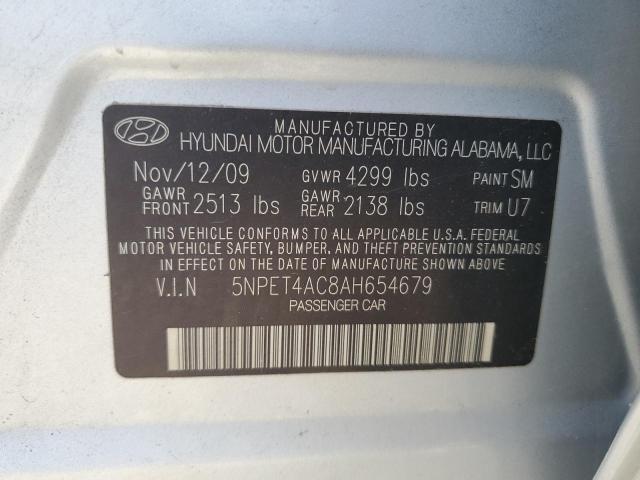 MANUFACTURED BY
HYUNDAI MOTOR MANUFACTURING ALABAMA, LLC
Nov/12/09 GVWR 4299 lbs PAINT SM
GAWR FRONT 2513 lbs GAWR REAR 2138 lbs TRIM U7
THIS VEHICLE CONFORMS TO ALL APPLICABLE U.S.A. FEDERAL
MOTOR VEHICLE SAFETY, BUMPER, AND THEFT PREVENTION STANDARDS
IN EFFECT ON THE DATE OF MANUFACTURE SHOWN ABOVE
V.I.N 5NPET4AC8AH654679
PASSENGER CAR